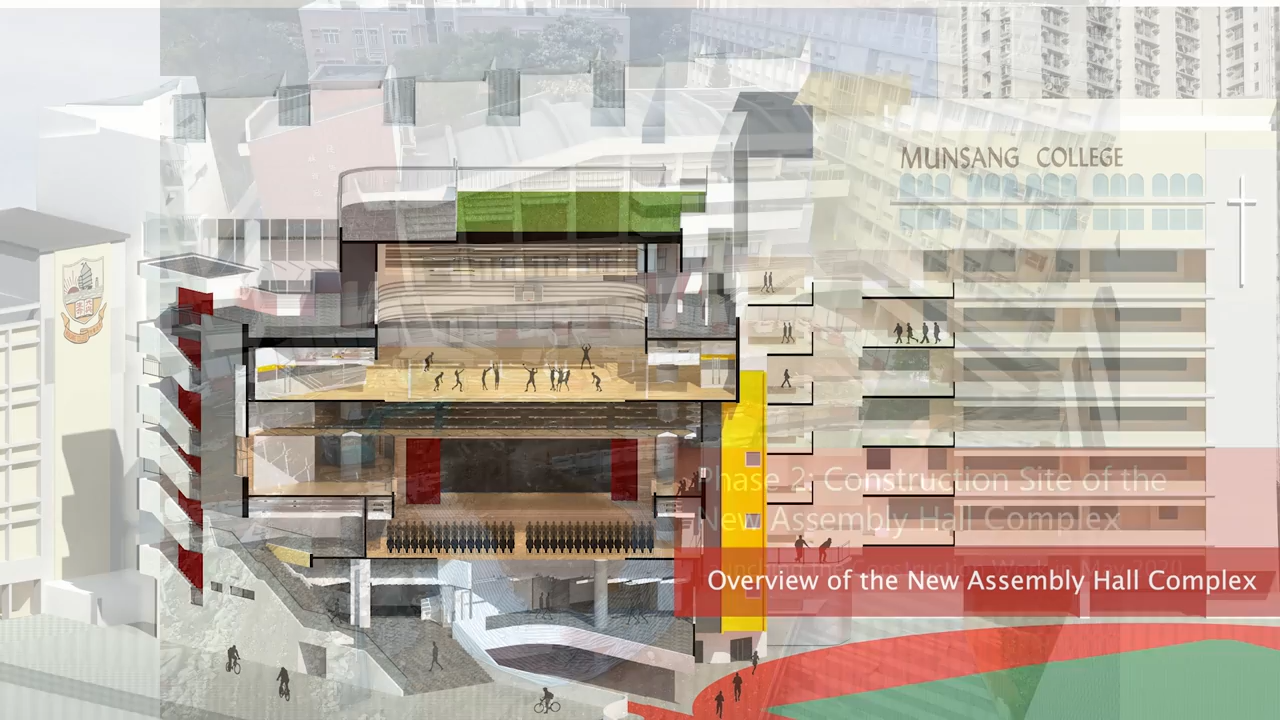 MUNSANG COLLEGE
Phase 2: Construction Site of the
New Assembly Hall Complex
Overview of the New Assembly Hall Complex